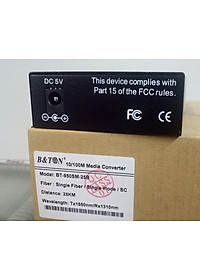 DC 5V
This device complies with
Part 15 of the FCC rules.
FC CE
B&TON
10/100M Media Converter
Model: BT-950SM-25B
Fiber : Single Fiber / Single Mode / SC
Distance: 25KM
Wavelength: Tx1550nm/Rx1310nm